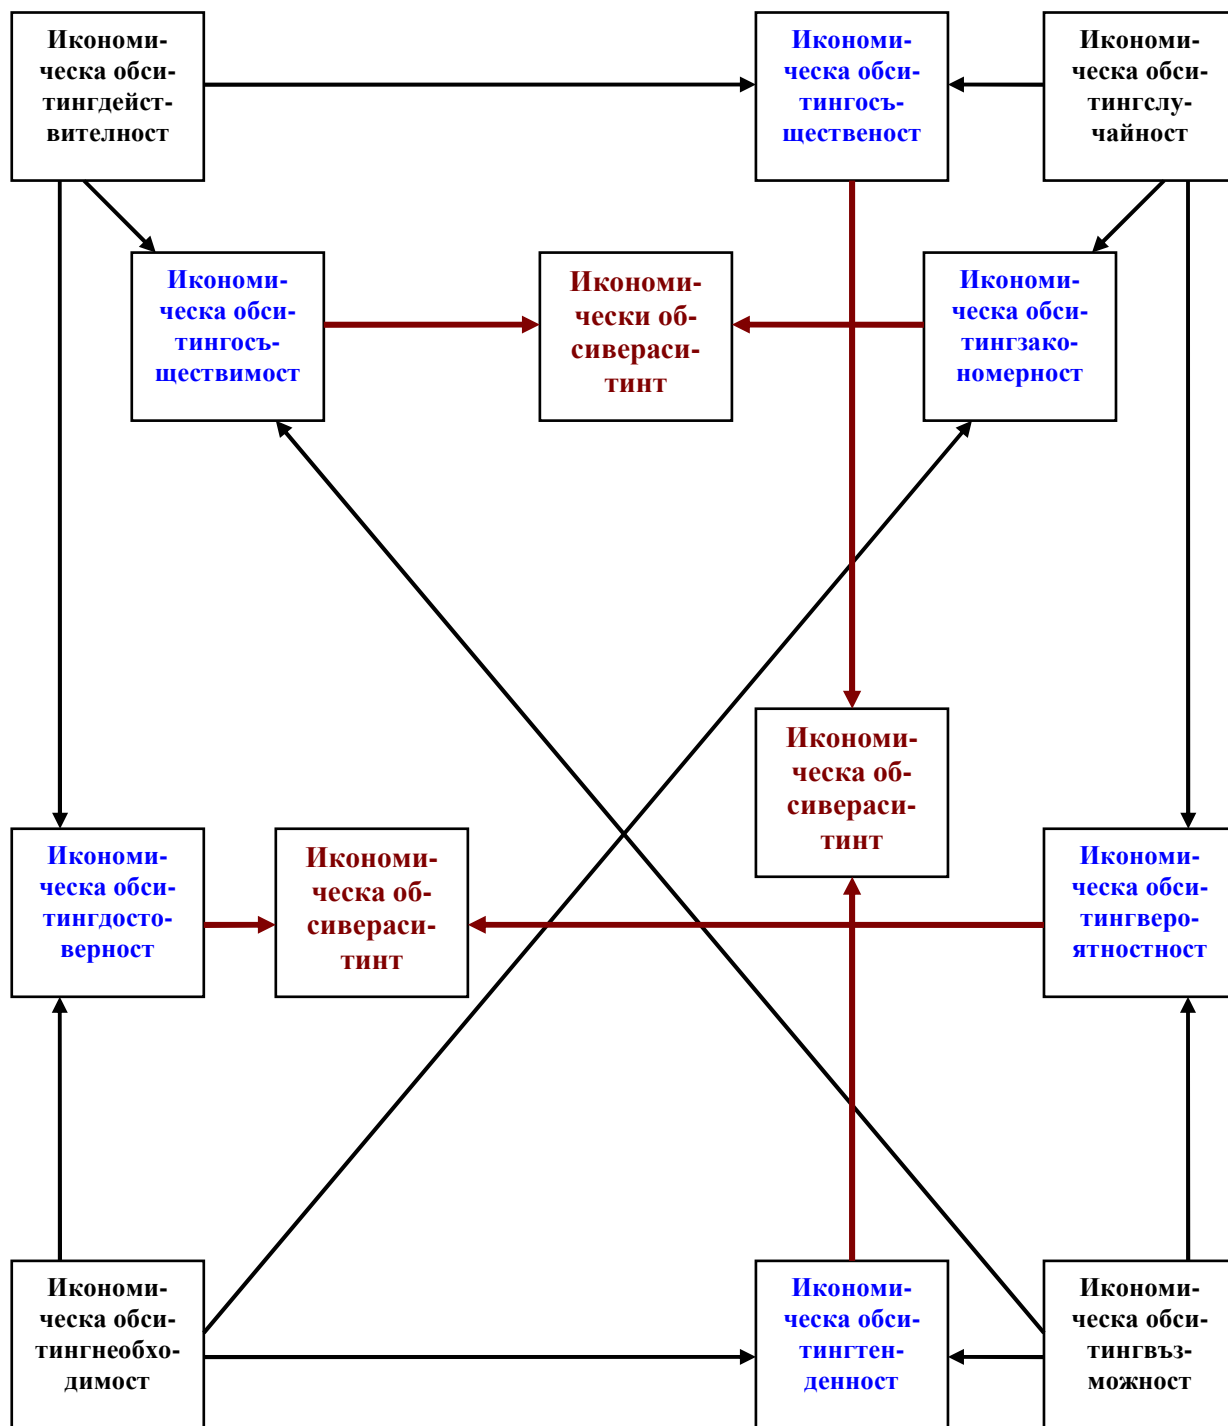 Икономи-
ческа обси-
тингдейст-
вителност
Икономи-
ческа обси-
тингосъ-
щественост
Икономи-
ческа обси-
тингслу-
чайност
Икономи-
ческа обси-
тингосъ-
ществимост
Икономи-
чески об-
сиверaси-
тинт
Икономи-
ческа обси-
тингзако-
номерност
Икономи-
ческа об-
сивераси-
тинт
Икономи-
ческа обси-
тингдосто-
верност
Икономи-
ческа об-
сивераси-
тинт
Икономи-
ческа обси-
тингверо-
ятностност
Икономи-
ческа обси-
тингнеобхо-
димост
Икономи-
ческа обси-
тингтен-
денност
Икономи-
ческа обси-
тингвъз-
можност